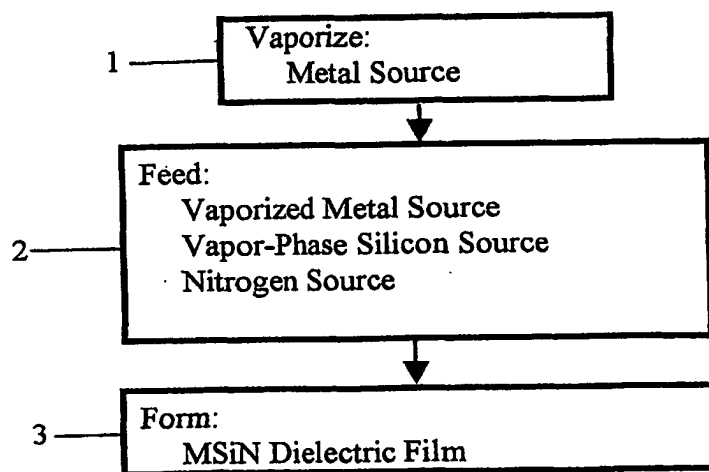 1
Vaporize:
Metal Source
2
Feed:
Vaporized Metal Source
Vapor-Phase Silicon Source
Nitrogen Source
3
Form:
MSiN Dielectric Film